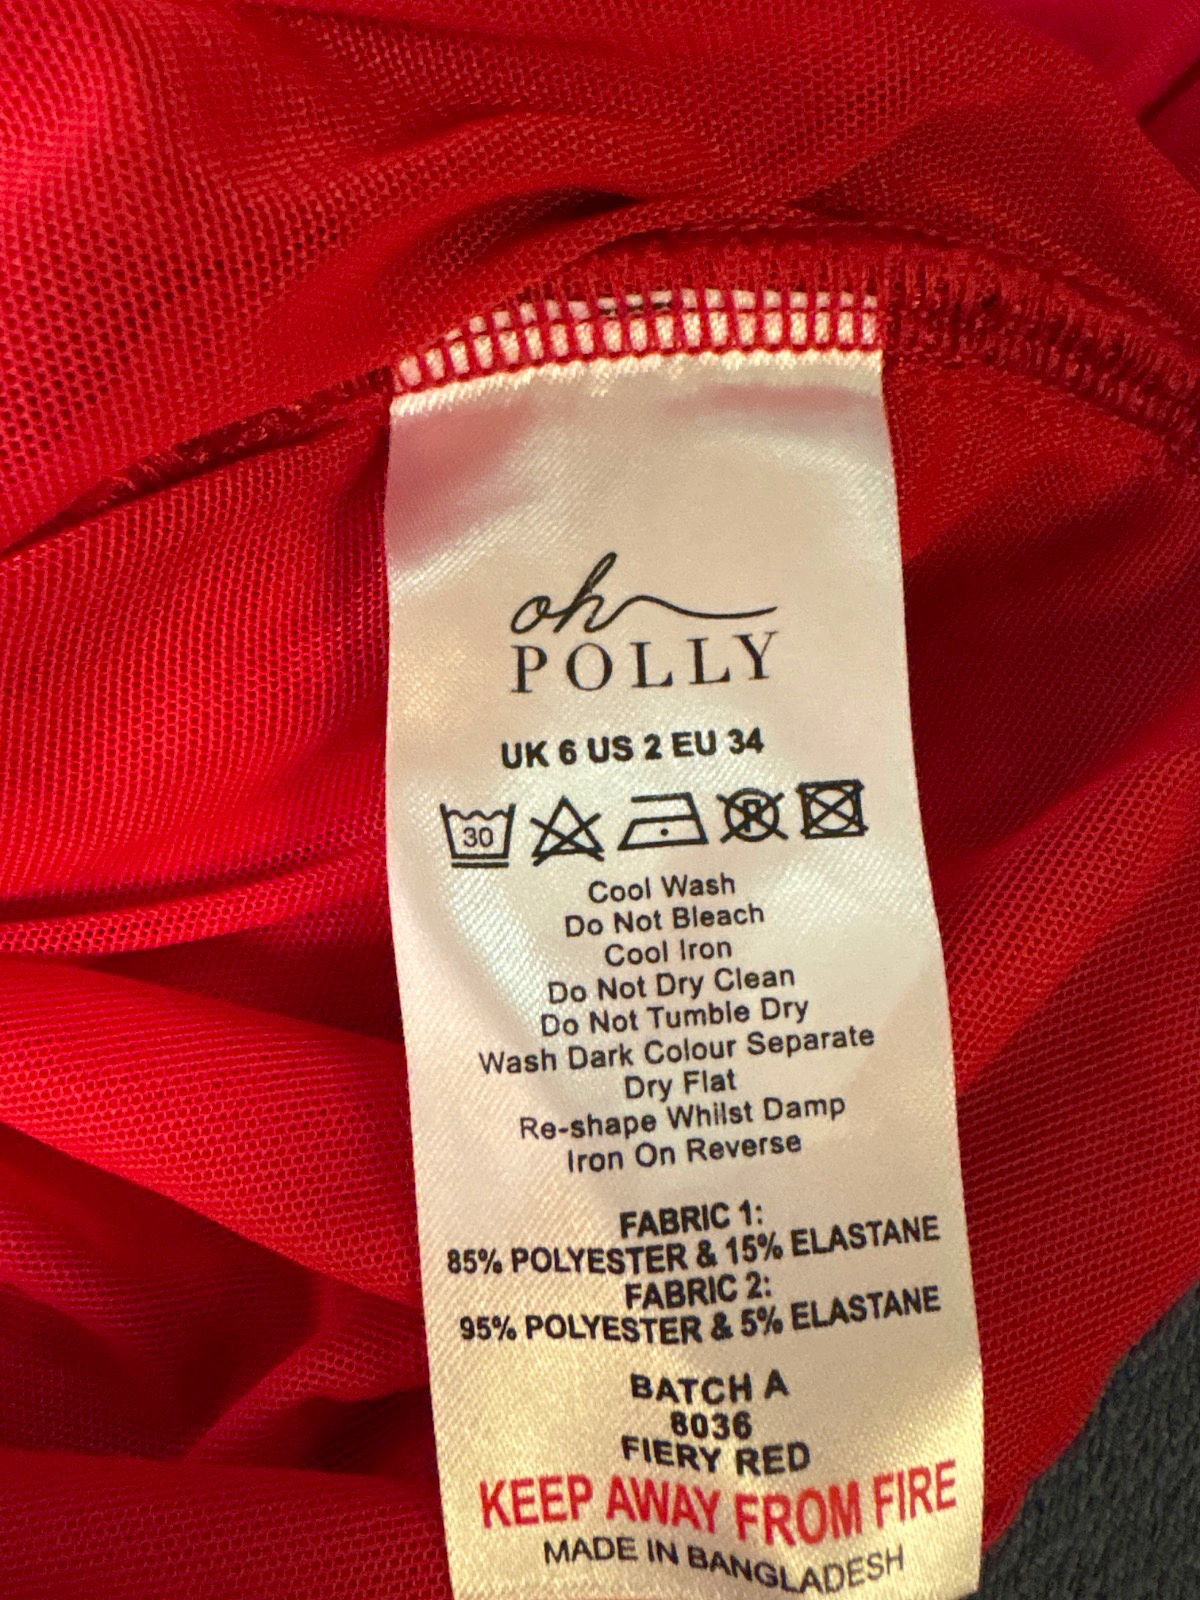 oh
POLLY
UK 6 US 2 EU 34
30 R
Cool Wash
Do Not Bleach
Cool Iron
Do Not Dry Clean
Do Not Tumble Dry
Wash Dark Colour Separate
Dry Flat
Re-shape Whilst Damp
Iron On Reverse
FABRIC 1:
85% POLYESTER & 15% ELASTANE
FABRIC 2:
95% POLYESTER & 5% ELASTANE
BATCH A
8036
FIERY RED
KEEP AWAY FROM FIRE
MADE IN BANGLADESH